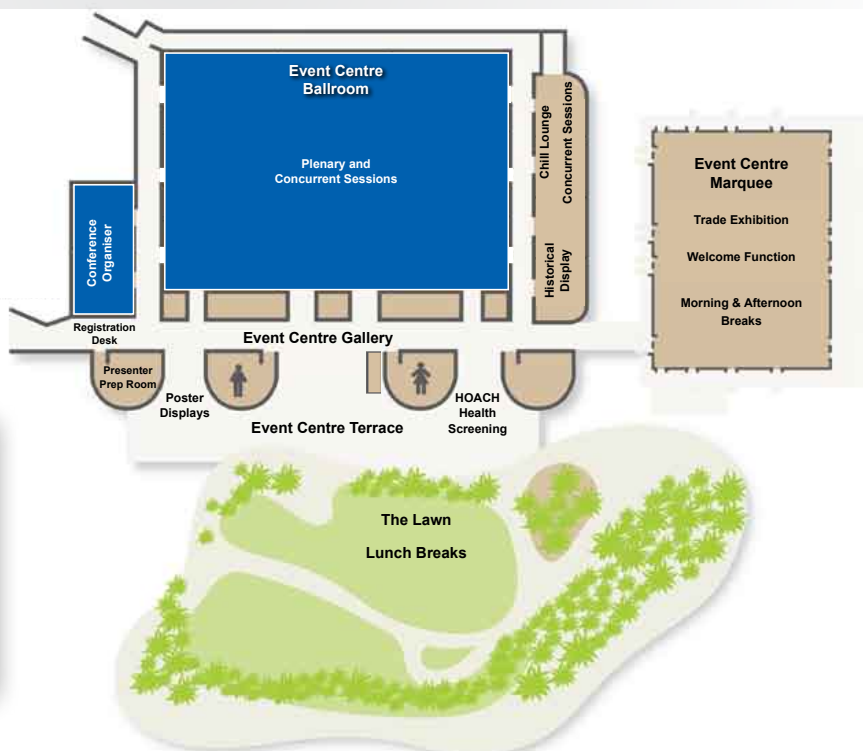 Event Centre
Ballroom
Plenary and
Concurrent Sessions
Chill Lounge
Concurrent Sessions
Historical
Display
Event Centre
Marquee
Trade Exhibition
Welcome Function
Morning & Afternoon
Breaks
Conference
Organiser
Registration
Desk
Event Centre Gallery
Presenter
Prep Room
Poster
Displays
HOACH
Health
Screening
Event Centre Terrace
The Lawn
Lunch Breaks